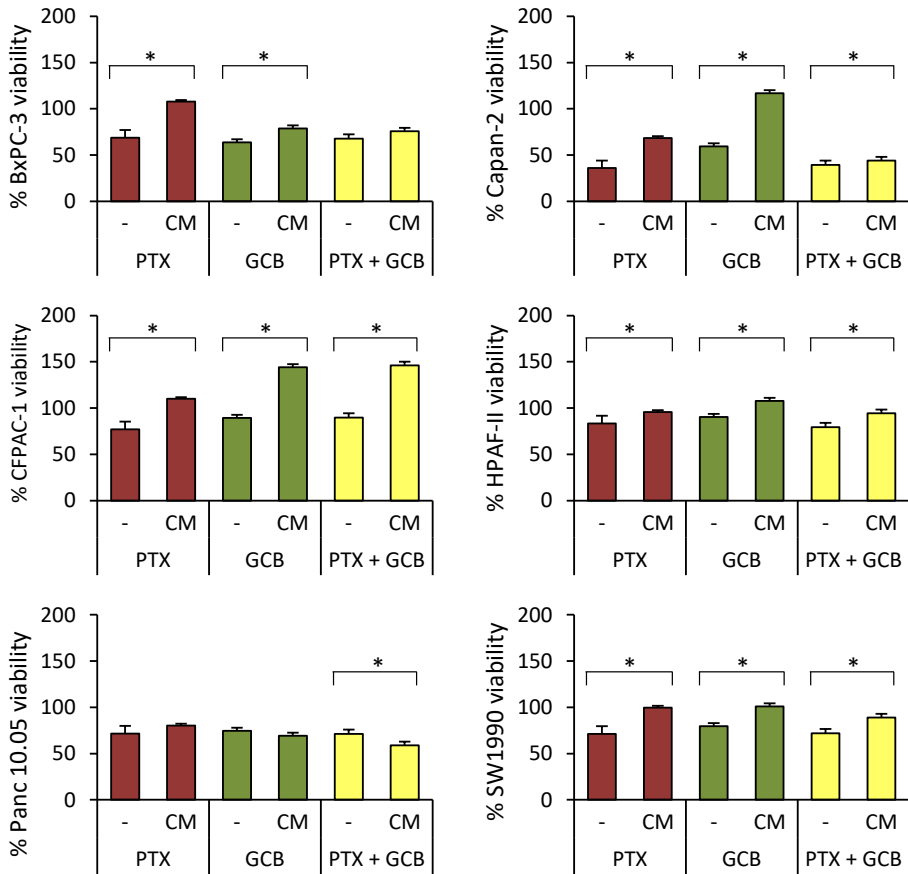 % BxPC-3 viability
200
150
100
50
0
* *
- CM - CM - CM
PTX GCB PTX + GCB
% Capan-2 viability
200
150
100
50
0
* * *
- CM - CM - CM
PTX GCB PTX + GCB
% CFPAC-1 viability
200
150
100
50
0
* * *
- CM - CM - CM
PTX GCB PTX + GCB
% HPAF-II viability
200
150
100
50
0
* * *
- CM - CM - CM
PTX GCB PTX + GCB
% Panc 10.05 viability
200
150
100
50
0
*
- CM - CM - CM
PTX GCB PTX + GCB
% SW1990 viability
200
150
100
50
0
* * *
- CM - CM - CM
PTX GCB PTX + GCB